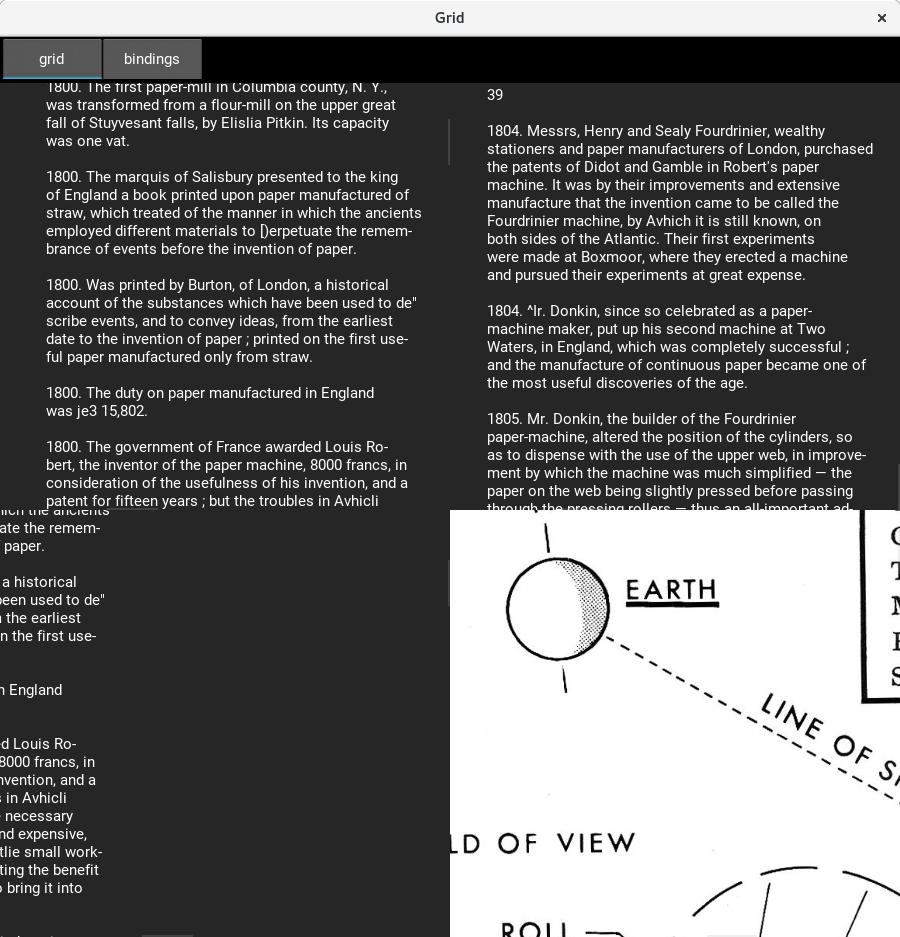 Grid
grid
bindings
1800. The first paper-mill in Columbia county, N. Y.,
was transformed from a flour-mill on the upper great
fall of Stuyvesant falls, by Elislia Pitkin. Its capacity
was one vat.
1800. The marquis of Salisbury presented to the king
of England a book printed upon paper manufactured of
straw, which treated of the manner in which the ancients
employed different materials to [)erpetuate the remem-
brance of events before the invention of paper.
1800. Was printed by Burton, of London, a historical
account of the substances which have been used to de"
scribe events, and to convey ideas, from the earliest
date to the invention of paper ; printed on the first use-
ful paper manufactured only from straw.
1800. The duty on paper manufactured in England
was je3 15,802.
1800. The government of France awarded Louis Ro-
bert, the inventor of the paper machine, 8000 francs, in
consideration of the usefulness of his invention, and a
patent for fifteen years ; but the troubles in Avhicli
39
1804. Messrs, Henry and Sealy Fourdrinier, wealthy
stationers and paper manufacturers of London, purchased
the patents of Didot and Gamble in Robert's paper
machine. It was by their improvements and extensive
manufacture that the invention came to be called the
Fourdrinier machine, by Avhich it is still known, on
both sides of the Atlantic. Their first experiments
were made at Boxmoor, where they erected a machine
and pursued their experiments at great expense.
1804. ^Ir. Donkin, since so celebrated as a paper-
machine maker, put up his second machine at Two
Waters, in England, which was completely successful ;
and the manufacture of continuous paper became one of
the most useful discoveries of the age.
1805. Mr. Donkin, the builder of the Fourdrinier
paper-machine, altered the position of the cylinders, so
as to dispense with the use of the upper web, in improve-
ment by which the machine was much simplified — the
paper on the web being slightly pressed before passing
through the pressing rollers — thus an all-important ad-
hich the ancients
ate the remem-
f paper.
a historical
been used to de"
n the earliest
n the first use-
n England
ed Louis Ro-
8000 francs, in
nvention, and a
s in Avhicli
e necessary
nd expensive,
tlie small work-
ting the benefit
o bring it into
EARTH
LINE OF S
LD OF VIEW
ROLL